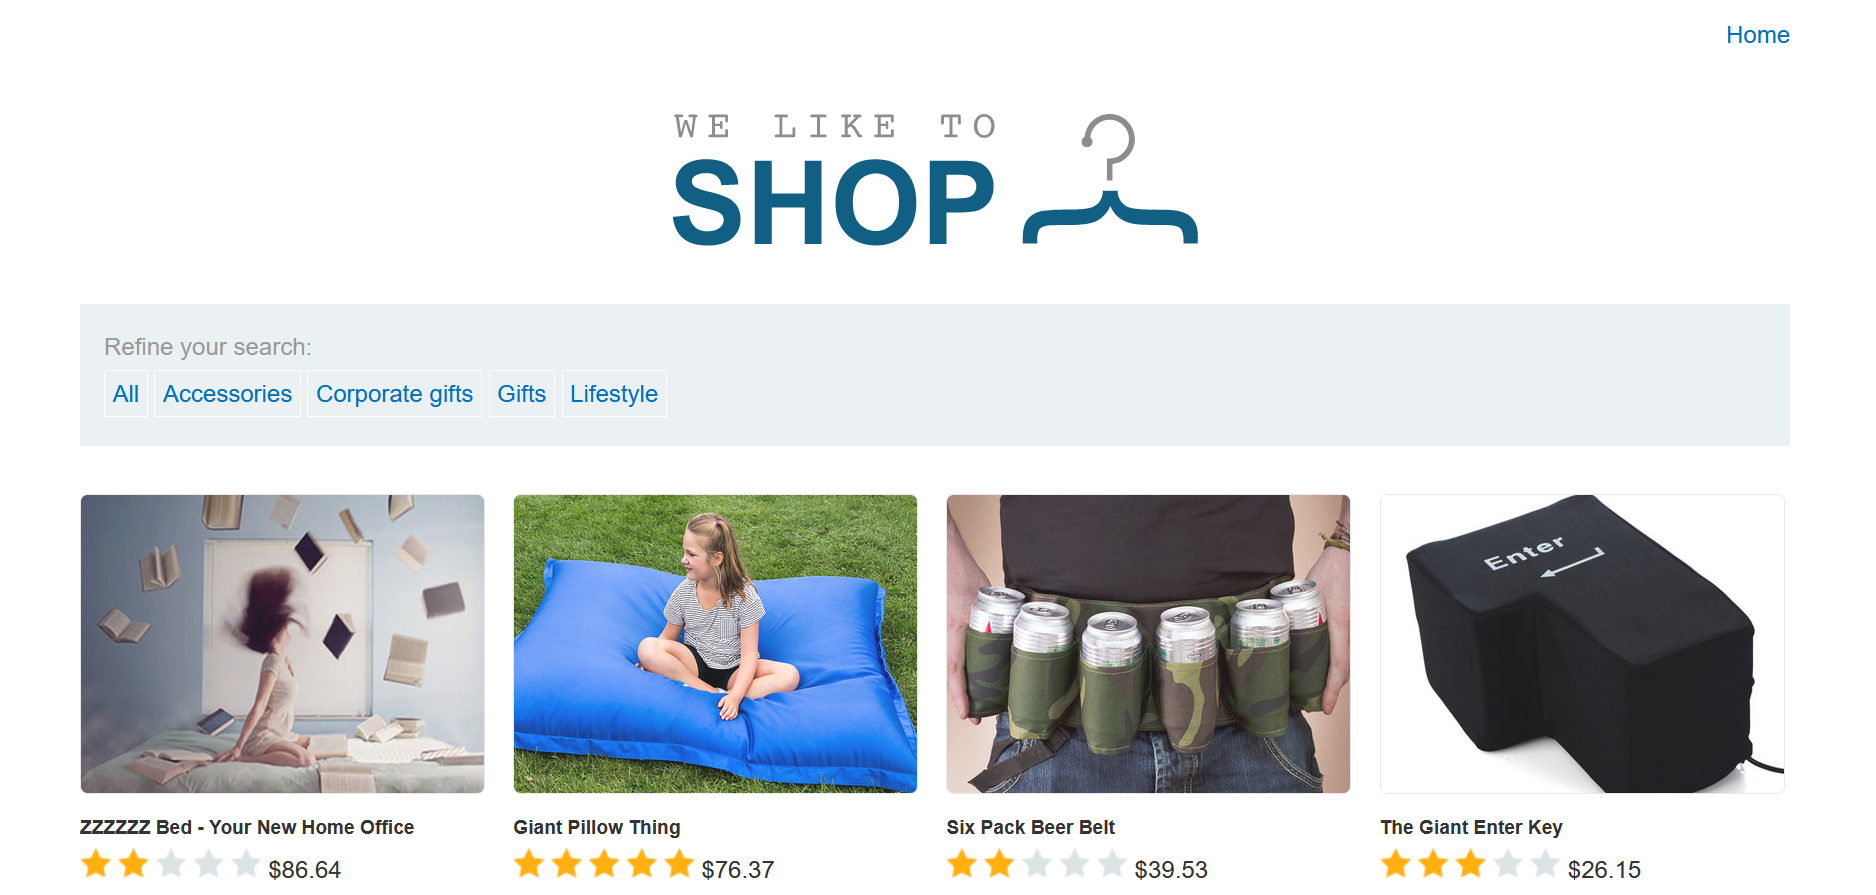 Home
WE LIKE TO
SHOP
Refine your search:
All Accessories Corporate gifts Gifts Lifestyle
Enter
ZZZZZZ Bed - Your New Home Office
$86.64
Giant Pillow Thing
$76.37
Six Pack Beer Belt
$39.53
The Giant Enter Key
$26.15